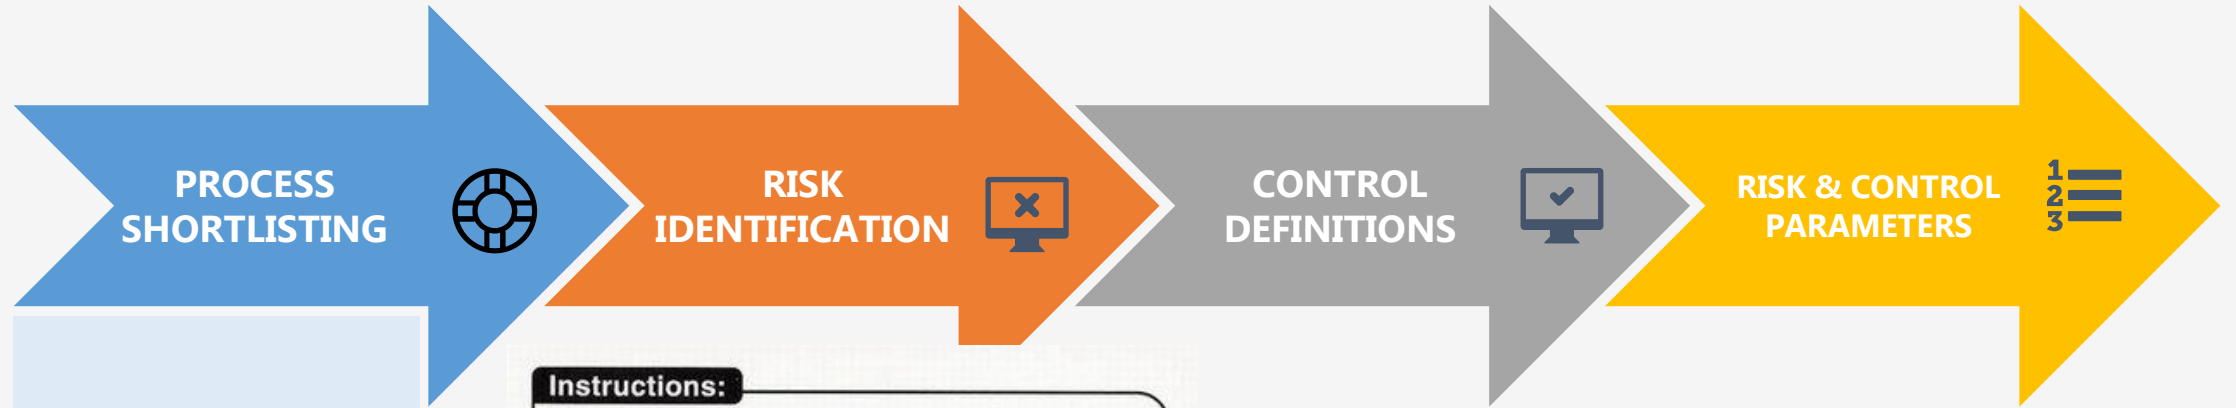 PROCESS
SHORTLISTING
RISK
IDENTIFICATION
CONTROL
DEFINITIONS
RISK & CONTROL
PARAMETERS
1
2
3
Instructions: